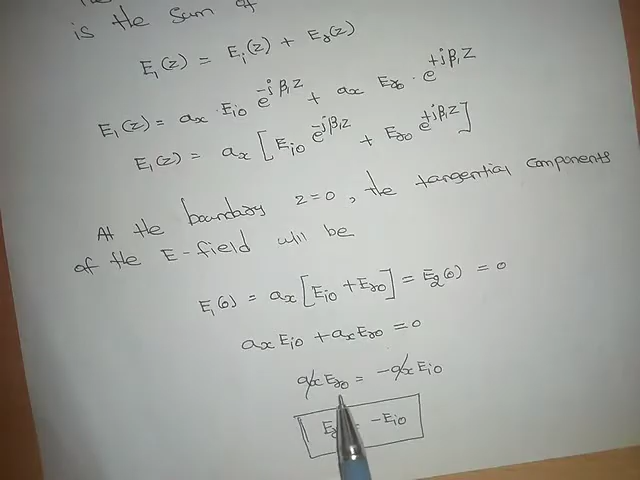 is the sum of
E₁(z) = Eᵢ(z) + Eᵣ(z)
E₁(z) = aₓ · Eᵢ₀ e^{-jβ₁z} + aₓ Eᵣ₀ · e^{+jβ₁z}
E₁(z) = aₓ [Eᵢ₀ e^{-jβ₁z} + Eᵣ₀ e^{+jβ₁z}]
At the boundary z=0, the tangential components
of the E-field will be
E₁(0) = aₓ [Eᵢ₀ + Eᵣ₀] = E₂(0) = 0
aₓ Eᵢ₀ + aₓ Eᵣ₀ = 0
aₓ Eᵣ₀ = -aₓ Eᵢ₀
-Eᵢ₀